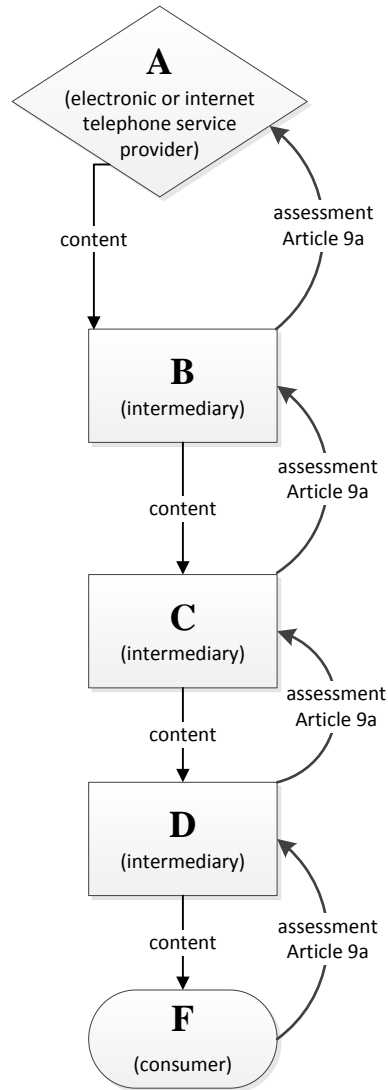 A
(electronic or internet
telephone service
provider)
assessment
Article 9a
content
B
(intermediary)
assessment
Article 9a
content
C
(intermediary)
assessment
Article 9a
content
D
(intermediary)
assessment
Article 9a
content
F
(consumer)